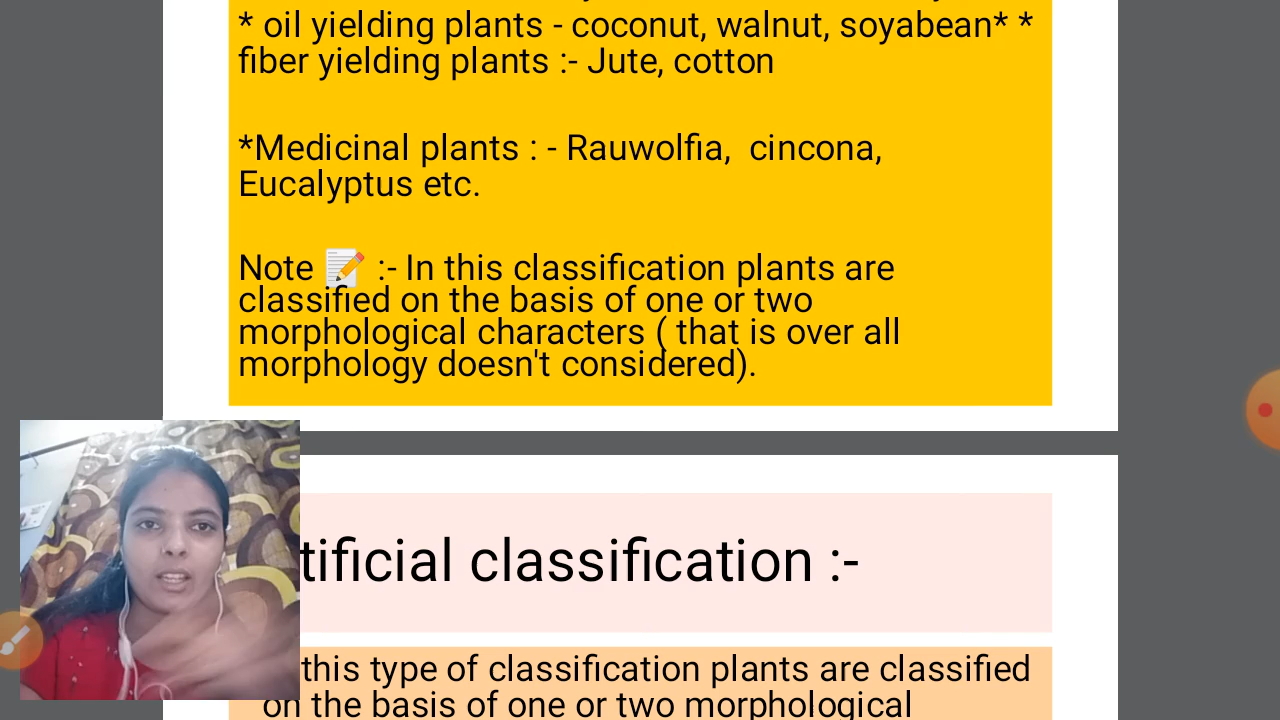 * oil yielding plants - coconut, walnut, soyabean* *
fiber yielding plants :- Jute, cotton
*Medicinal plants : - Rauwolfia,  cincona,
Eucalyptus etc.
Note 📝 :- In this classification plants are
classified on the basis of one or two
morphological characters ( that is over all
morphology doesn't considered).
tificial classification :-
this type of classification plants are classified
on the basis of one or two morphological